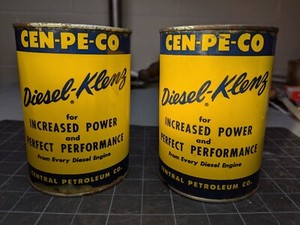 CEN-PE-CO
Diesel-Klenz
for
INCREASED POWER
and
PERFECT PERFORMANCE
from Every Diesel Engine
CENTRAL PETROLEUM CO.
CEN-PE-CO
Diesel-Klenz
for
INCREASED POWER
and
PERFECT PERFORMANCE
from Every Diesel Engine
CENTRAL PETROLEUM CO.